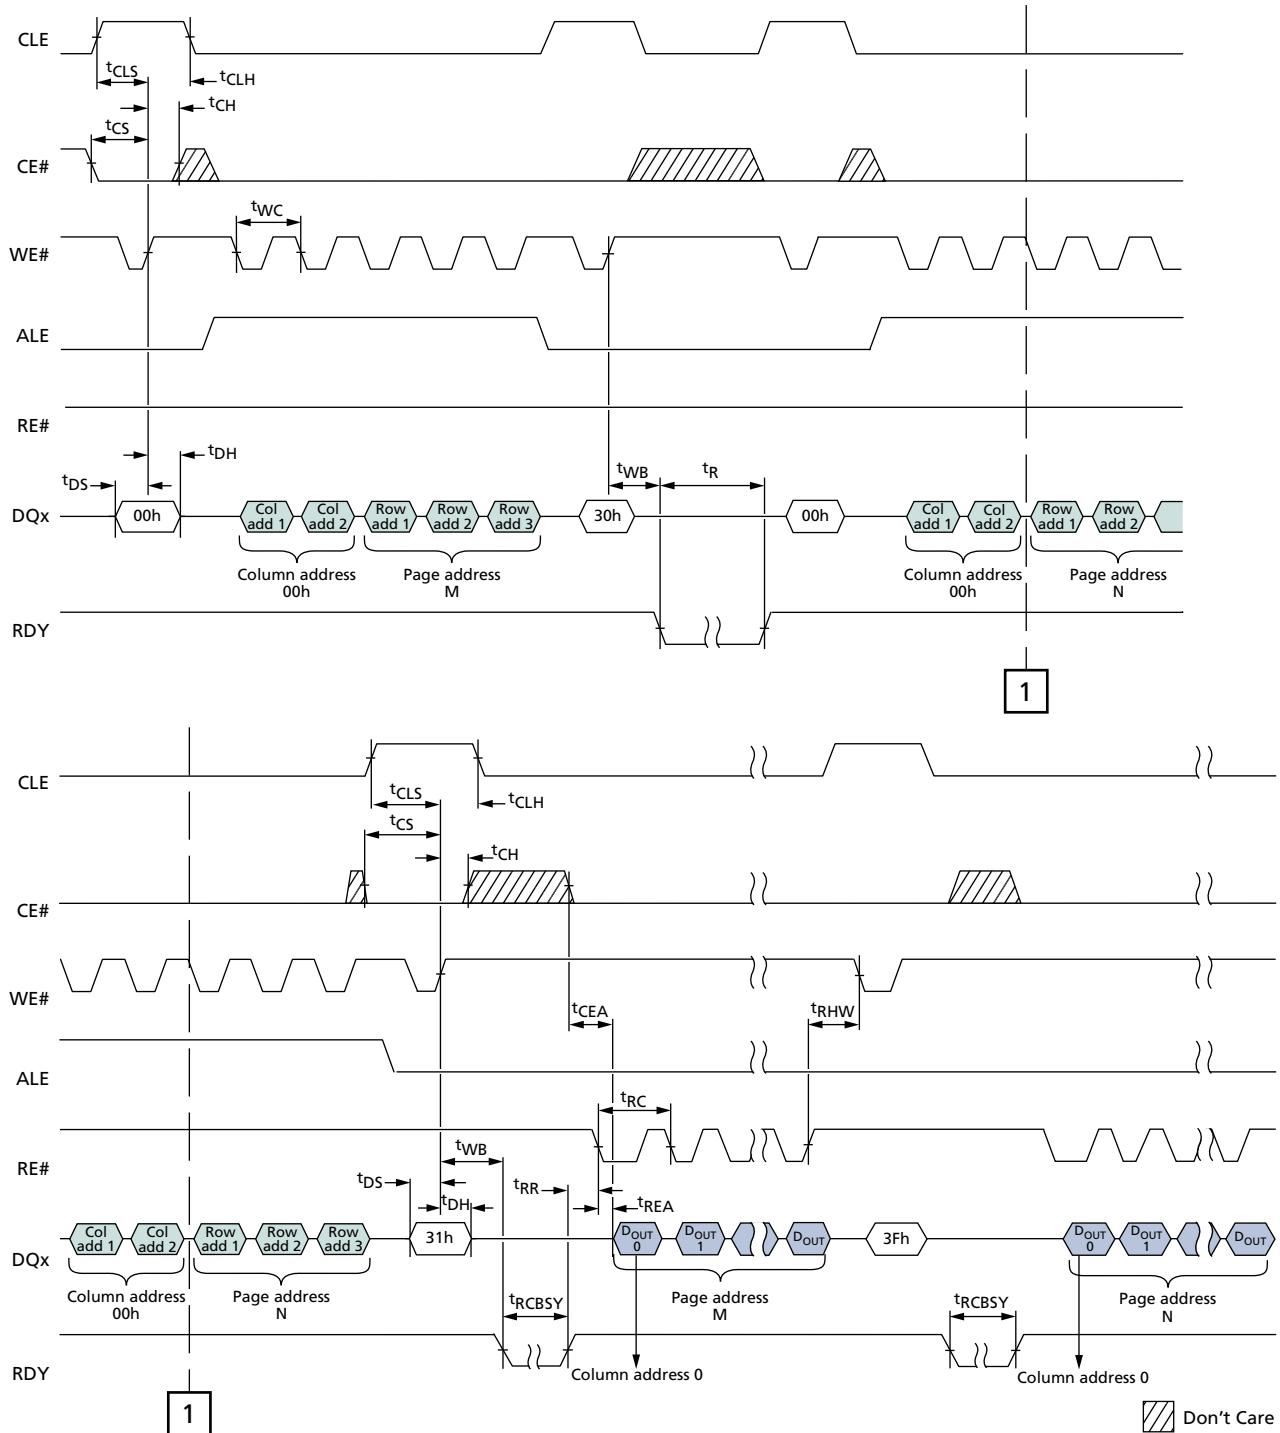 CLE
tCLS
tCLH
tCH
tCS
CE#
tWC
WE#
ALE
RE#
tDH
tWB
tR
tDS
DQx
00h
Col add 1
Col add 2
Row add 1
Row add 2
Row add 3
30h
00h
Col add 1
Col add 2
Row add 1
Row add 2
Column address 00h
Page address M
Column address 00h
Page address N
RDY
1
CLE
tCLS
tCLH
tCS
tCH
CE#
WE#
tCEA
tRHW
ALE
tRC
tWB
RE#
tDS
tRR
tDH
tREA
DQx
Col add 1
Col add 2
Row add 1
Row add 2
Row add 3
31h
DOUT 0
DOUT 1
DOUT
3Fh
DOUT 0
DOUT 1
DOUT
Column address 00h
Page address N
tRCBSY
Page address M
tRCBSY
Page address N
RDY
Column address 0
Column address 0
1
Don't Care